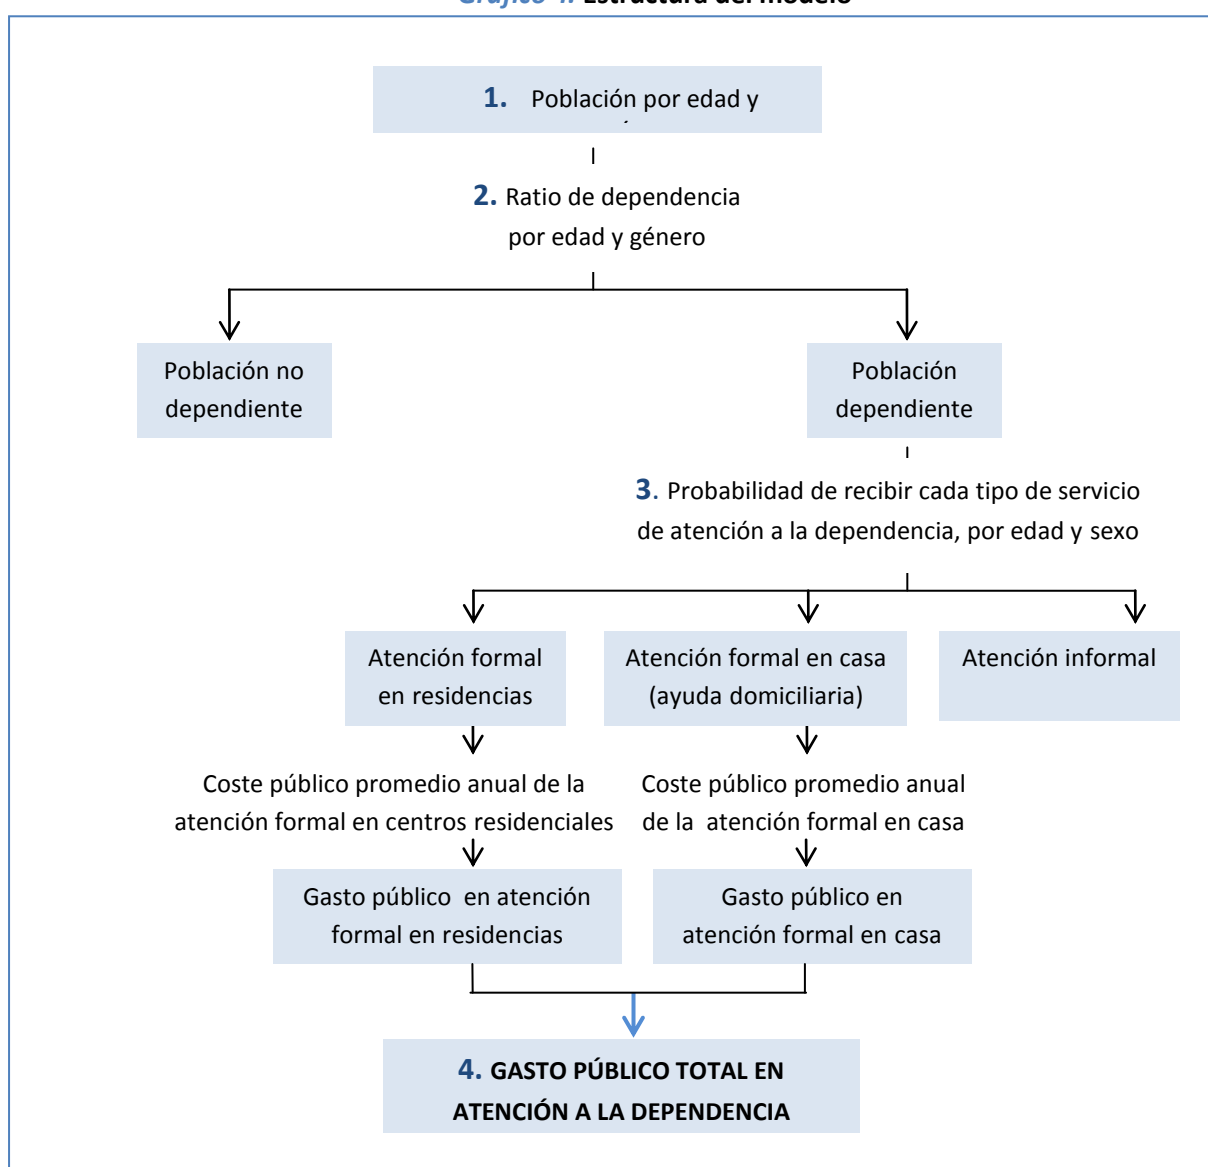 Estructura del modelo
1. Población por edad y
2. Ratio de dependencia
por edad y género
Población no
dependiente
Población
dependiente
3. Probabilidad de recibir cada tipo de servicio
de atención a la dependencia, por edad y sexo
Atención formal
en residencias
Atención formal en casa
(ayuda domiciliaria)
Atención informal
Coste público promedio anual de la
atención formal en centros residenciales
Coste público promedio anual
de la atención formal en casa
Gasto público en atención
formal en residencias
Gasto público en
atención formal en casa
4. GASTO PÚBLICO TOTAL EN
ATENCIÓN A LA DEPENDENCIA